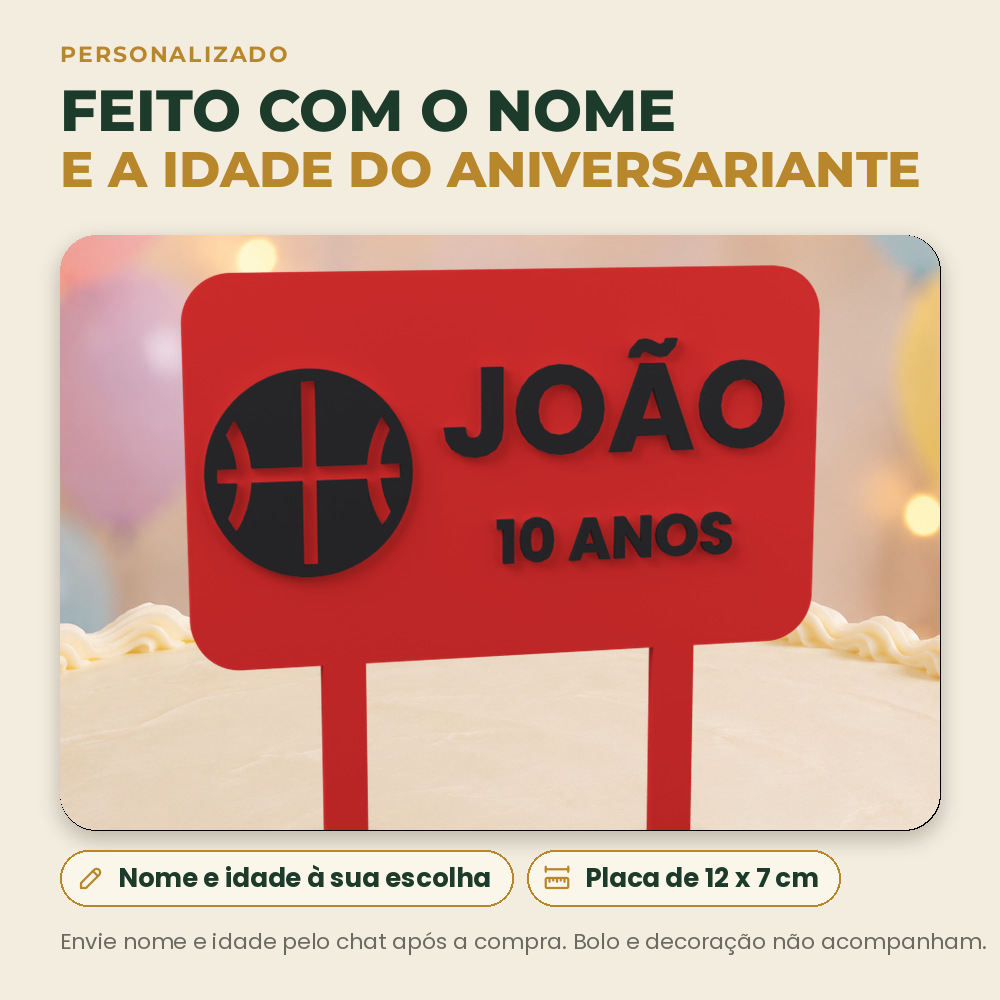 PERSONALIZADO
FEITO COM O NOME
E A IDADE DO ANIVERSARIANTE
JOÃO
10 ANOS
Nome e idade à sua escolha
Placa de 12 x 7 cm
Envie nome e idade pelo chat após a compra. Bolo e decoração não acompanham.